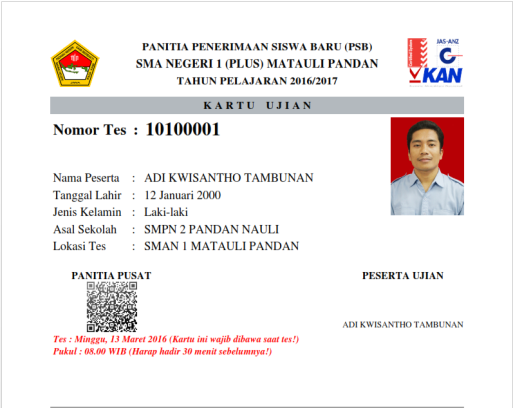 PANITIA PENERIMAAN SISWA BARU (PSB)
SMA NEGERI 1 (PLUS) MATAULI PANDAN
TAHUN PELAJARAN 2016/2017
JAS-ANZ
KAN
KARTU UJIAN
Nomor Tes : 10100001
Nama Peserta : ADI KWISANTHO TAMBUNAN
Tanggal Lahir : 12 Januari 2000
Jenis Kelamin : Laki-laki
Asal Sekolah : SMPN 2 PANDAN NAULI
Lokasi Tes : SMAN 1 MATAULI PANDAN
PANITIA PUSAT
PESERTA UJIAN
ADI KWISANTHO TAMBUNAN
Tes : Minggu, 13 Maret 2016 (Kartu ini wajib dibawa saat tes!)
Pukul : 08.00 WIB (Harap hadir 30 menit sebelumnya!)